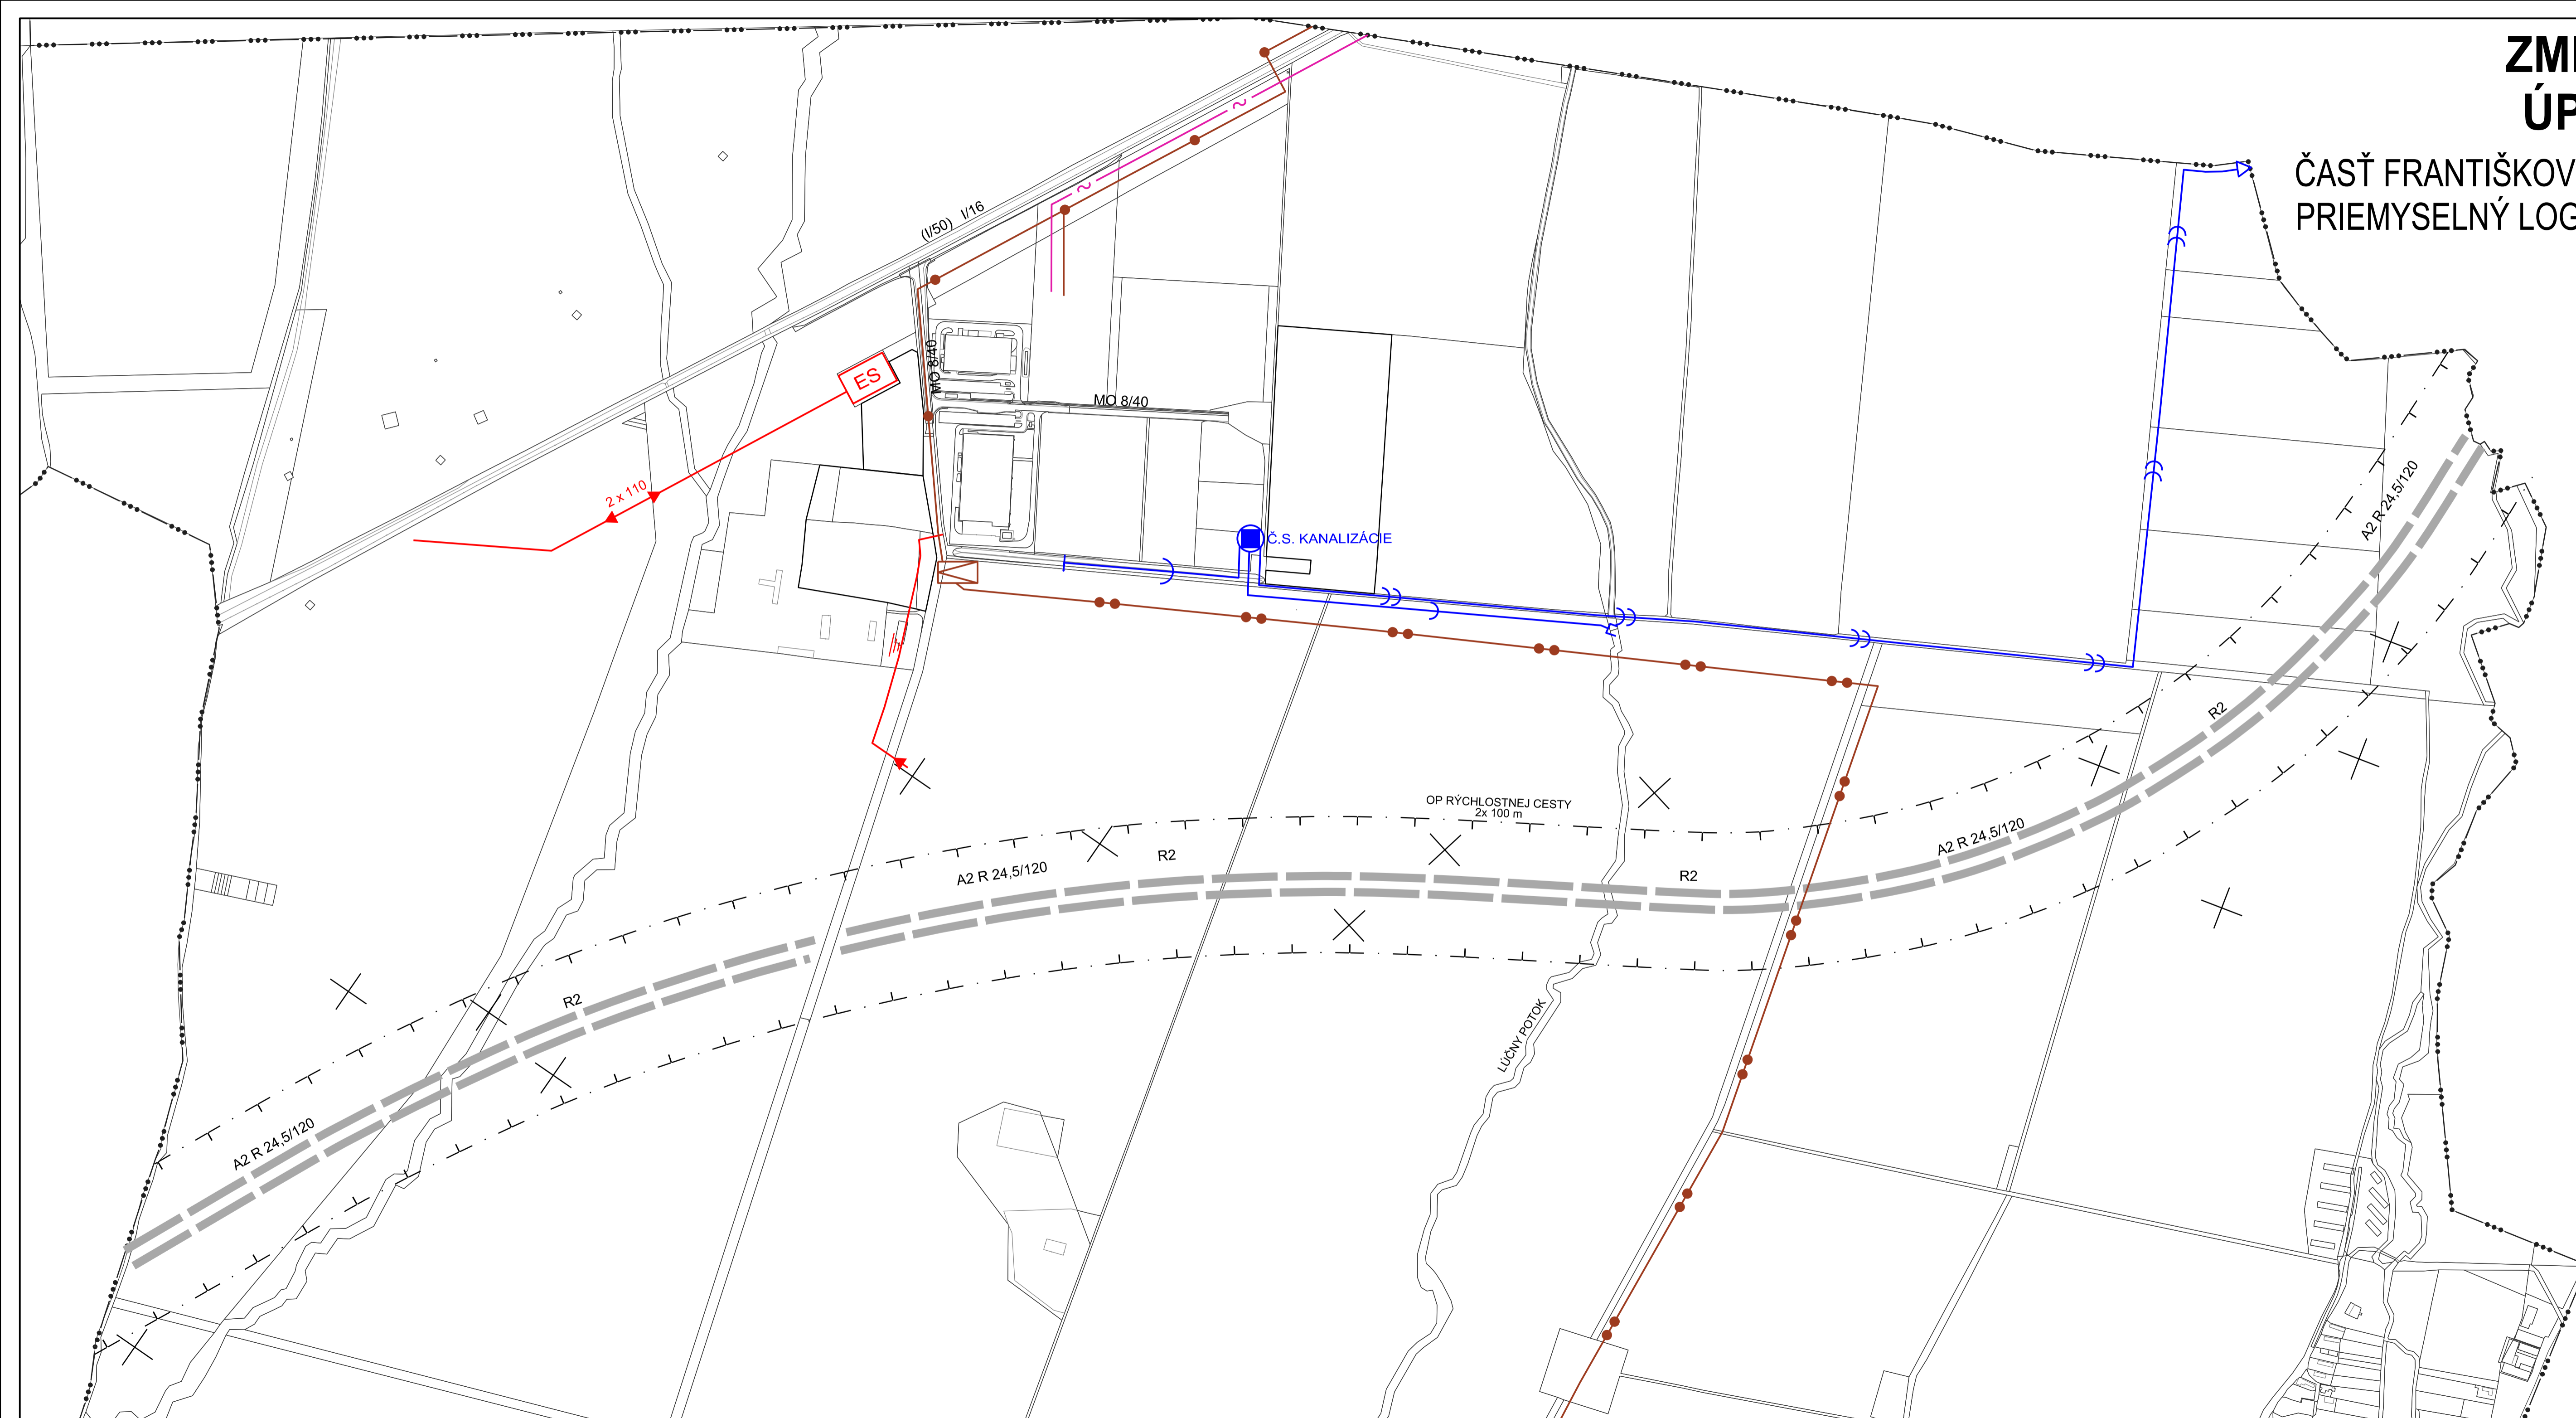 ZM
ÚP
ČASŤ FRANTIŠKOV
PRIEMYSELNÝ LOG
(I/50) I/16
MO 8/40
ES
MO 8/40
2 x 110
Č.S. KANALIZÁCIE
A2 R 24,5/120
R2
OP RÝCHLOSTNEJ CESTY
2x 100 m
A2 R 24,5/120
R2
A2 R 24,5/120
R2
R2
LÚČNY POTOK
A2 R 24,5/120